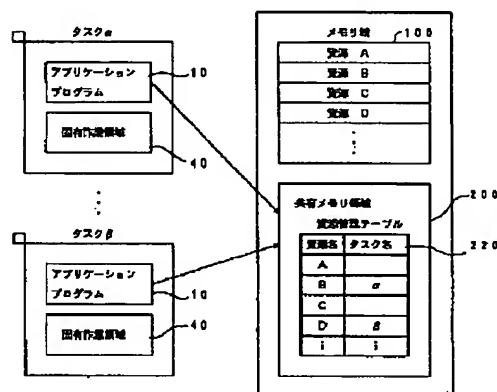 タスクα
アプリケーション
プログラム
10
固有作業領域
40
タスクβ
アプリケーション
プログラム
10
固有作業領域
40
メモリ域
100
資源 A
資源 B
資源 C
資源 D
共有メモリ領域
200
資源管理テーブル
220
資源名 タスク名
A
B α
C
D β
i i